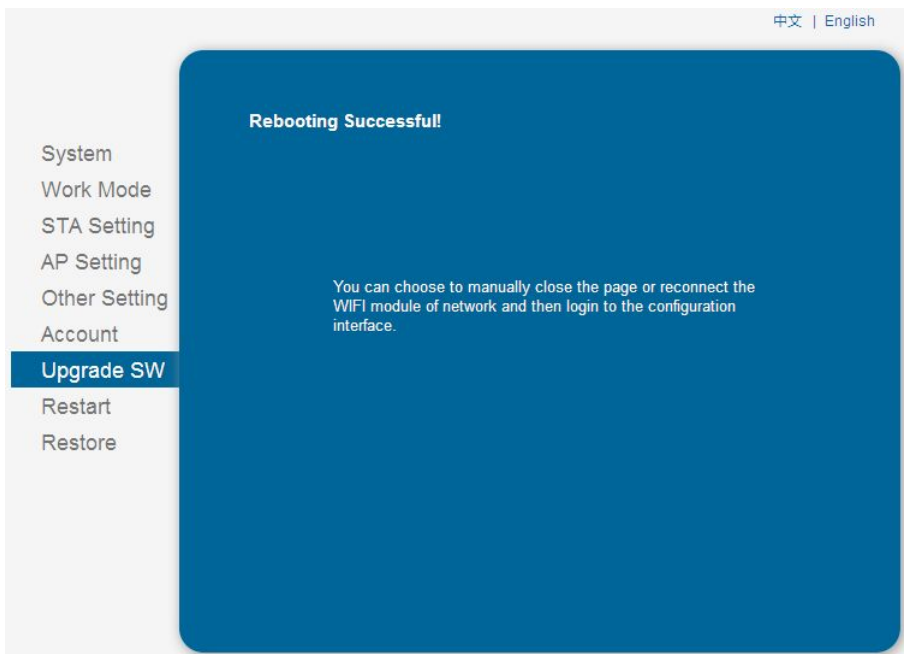 中文 | English
Rebooting Successful!
System
Work Mode
STA Setting
AP Setting
Other Setting
Account
Upgrade SW
Restart
Restore
You can choose to manually close the page or reconnect the
WIFI module of network and then login to the configuration
interface.